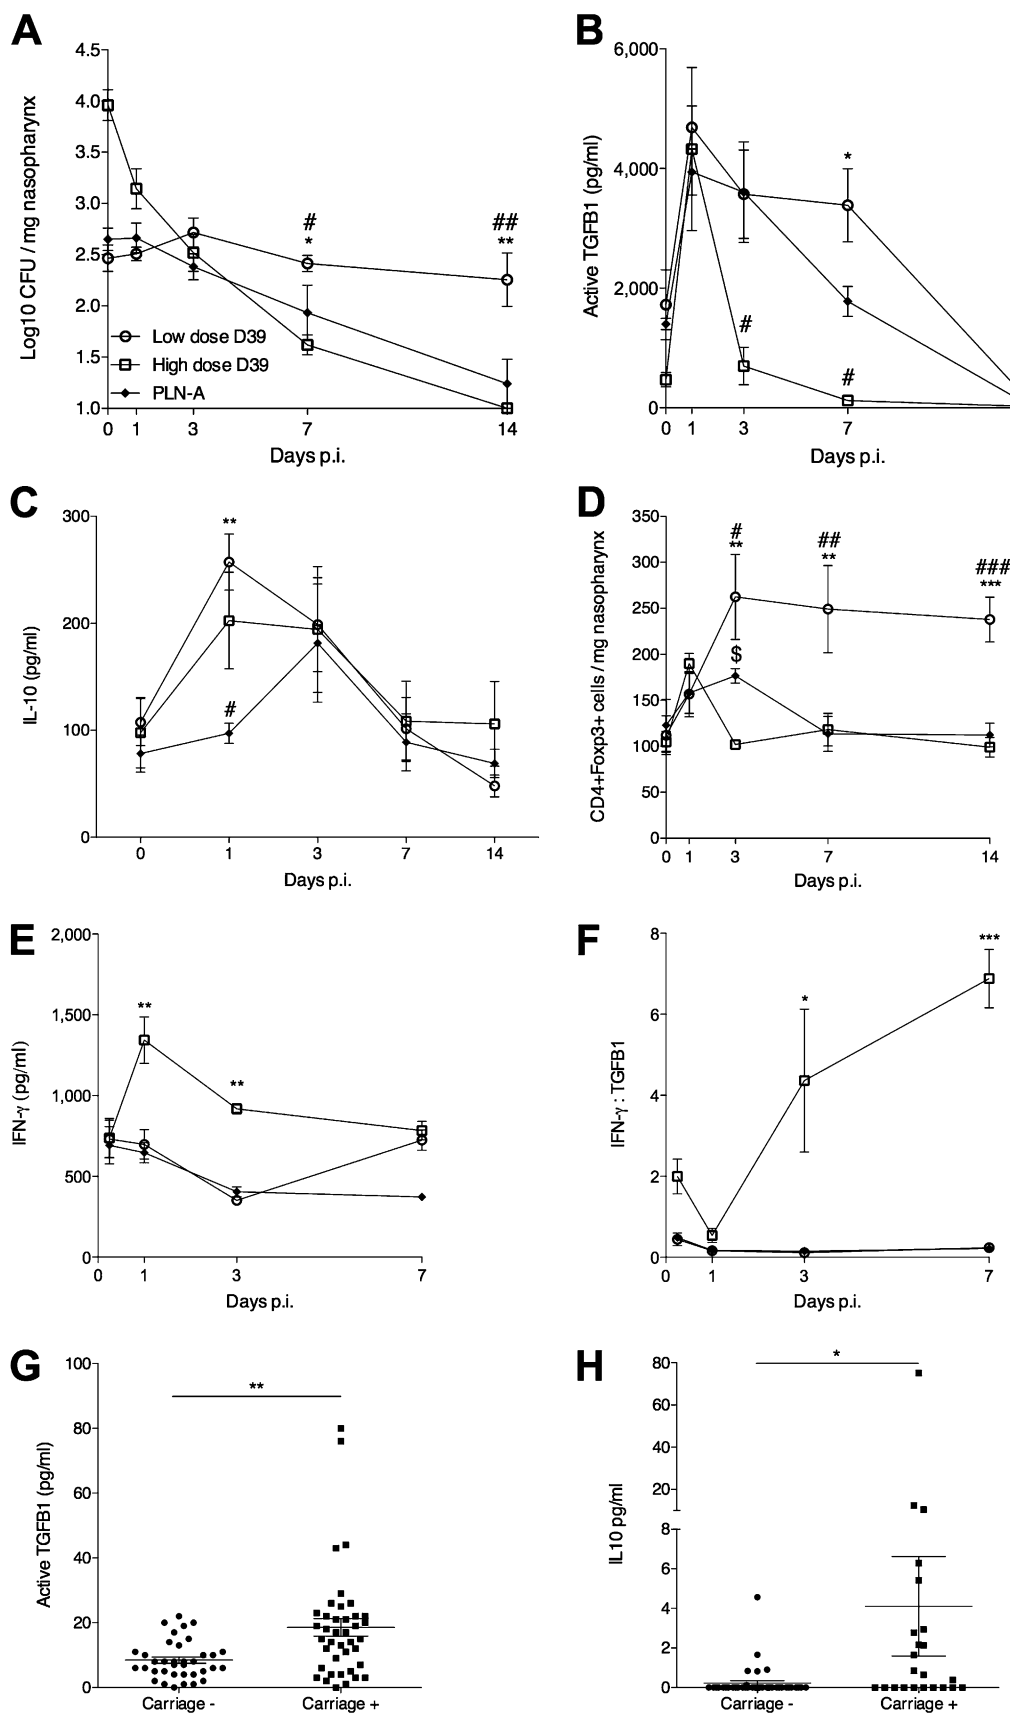 A
4.5
4.0
3.5
3.0
2.5
2.0
1.5
1.0
Log10 CFU / mg nasopharynx
#
*
##
**
Low dose D39
High dose D39
PLN-A
0 1 3 7 14
Days p.i.
B
6,000
4,000
2,000
0
Active TGFB1 (pg/ml)
*
#
#
0 1 3 7
Days p.i.
C
300
200
100
0
IL-10 (pg/ml)
**
#
0 1 3 7 14
Days p.i.
D
350
300
250
200
150
100
50
0
CD4+Foxp3+ cells / mg nasopharynx
#
**
##
**
###
***
$
0 1 3 7 14
Days p.i.
E
2,000
1,500
1,000
500
0
IFN-γ (pg/ml)
**
**
0 1 3 7
Days p.i.
F
8
6
4
2
0
IFN-γ : TGFB1
*
***
0 1 3 7
Days p.i.
G
100
80
60
40
20
0
Active TGFB1 (pg/ml)
**
Carriage - Carriage +
H
80
60
40
20
8
6
4
2
0
IL10 pg/ml
*
Carriage - Carriage +